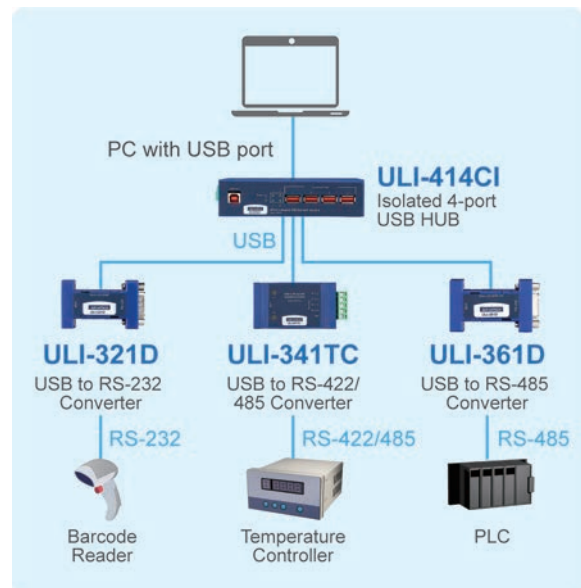 PC with USB port
ULI-414CI
Isolated 4-port
USB HUB
USB
ULI-321D
USB to RS-232
Converter
ULI-341TC
USB to RS-422/
485 Converter
ULI-361D
USB to RS-485
Converter
RS-232
RS-422/485
RS-485
Barcode
Reader
Temperature
Controller
PLC